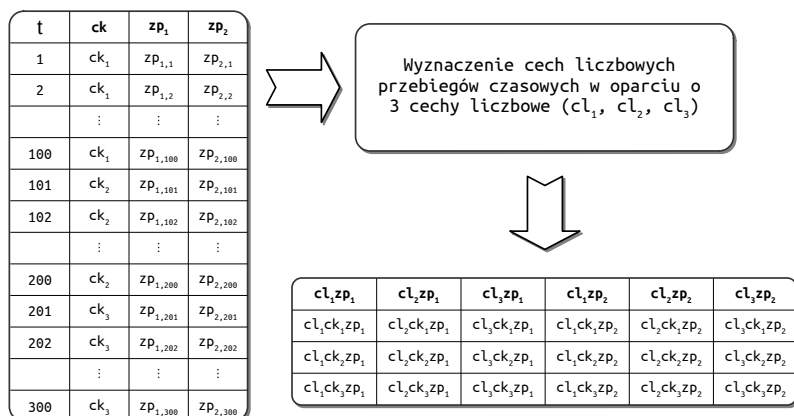 t ck zp₁ zp₂
1 ck₁ zp₁,₁ zp₂,₁
2 ck₁ zp₁,₂ zp₂,₂
⋮ ⋮
100 ck₁ zp₁,₁₀₀ zp₂,₁₀₀
101 ck₂ zp₁,₁₀₁ zp₂,₁₀₁
102 ck₂ zp₁,₁₀₂ zp₂,₁₀₂
⋮ ⋮ ⋮
200 ck₂ zp₁,₂₀₀ zp₂,₂₀₀
201 ck₃ zp₁,₂₀₁ zp₂,₂₀₁
202 ck₃ zp₁,₂₀₂ zp₂,₂₀₂
⋮ ⋮ ⋮
300 ck₃ zp₁,₃₀₀ zp₂,₃₀₀
Wyznaczenie cech liczbowych
przebiegów czasowych w oparciu o
3 cechy liczbowe (cl₁, cl₂, cl₃)
cl₁zp₁ cl₂zp₁ cl₃zp₁ cl₁zp₂ cl₂zp₂ cl₃zp₂
cl₁ck₁zp₁ cl₂ck₁zp₁ cl₃ck₁zp₁ cl₁ck₁zp₂ cl₂ck₁zp₂ cl₃ck₁zp₂
cl₁ck₂zp₁ cl₂ck₂zp₁ cl₃ck₂zp₁ cl₁ck₂zp₂ cl₂ck₂zp₂ cl₃ck₂zp₂
cl₁ck₃zp₁ cl₂ck₃zp₁ cl₃ck₃zp₁ cl₁ck₃zp₂ cl₂ck₃zp₂ cl₃ck₃zp₂